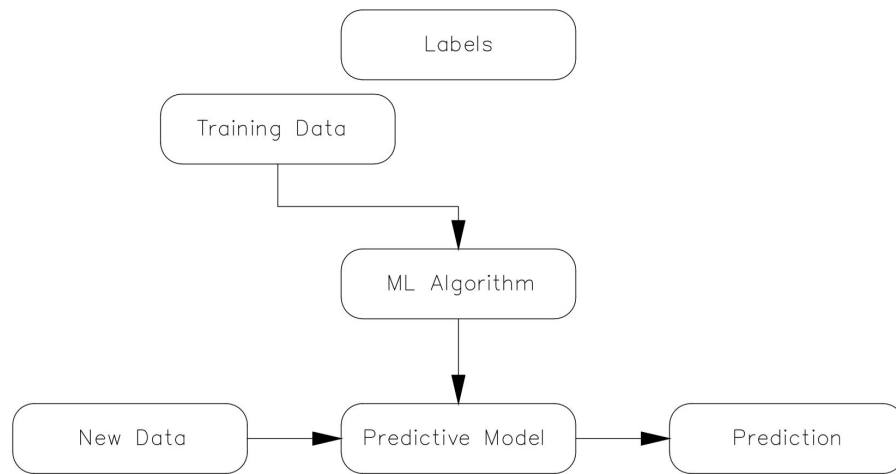 Labels
Training Data
ML Algorithm
New Data
Predictive Model
Prediction